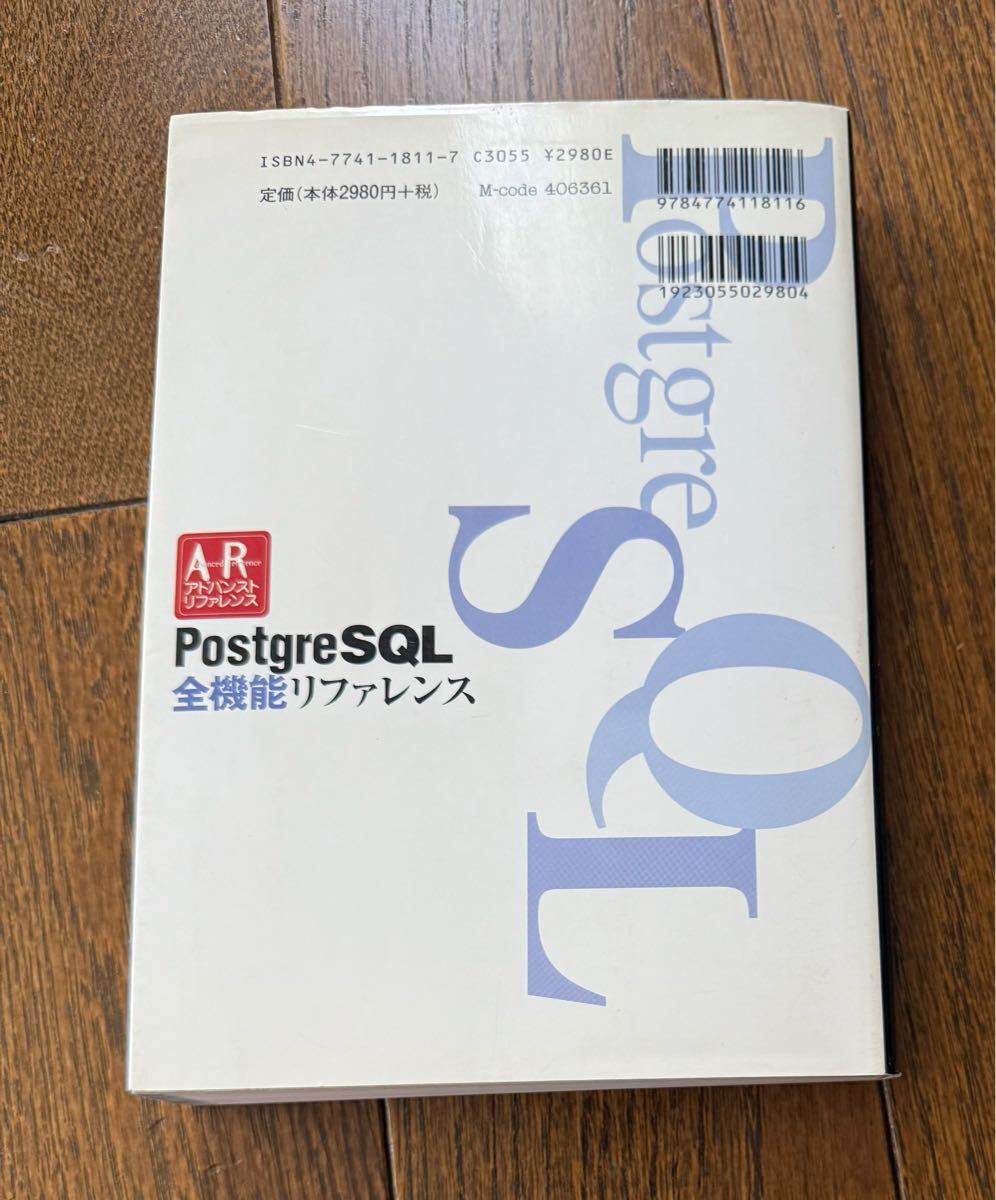 ISBN4-7741-1811-7 C3055 ¥2980E
定価(本体2980円+税) M-code 406361
9784774118116
1923055029804
PostgreSQL
AR
Advanced Reference
アドバンスト
リファレンス
PostgreSQL
全機能リファレンス